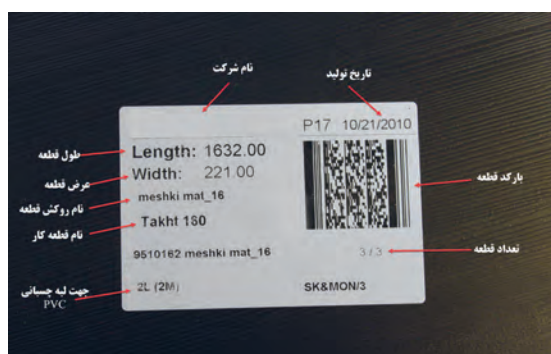 نام شرکت
تاریخ تولید
P17 10/21/2010
طول قطعه
Length: 1632.00
عرض قطعه
Width: 221.00
بارکد قطعه
نام روکش قطعه
meshki mat_16
نام قطعه کار
Takht 180
9510162 meshki mat_16
3 / 3
تعداد قطعه
جهت لبه چسبانی
PVC
2L (2M)
SK&MON/3